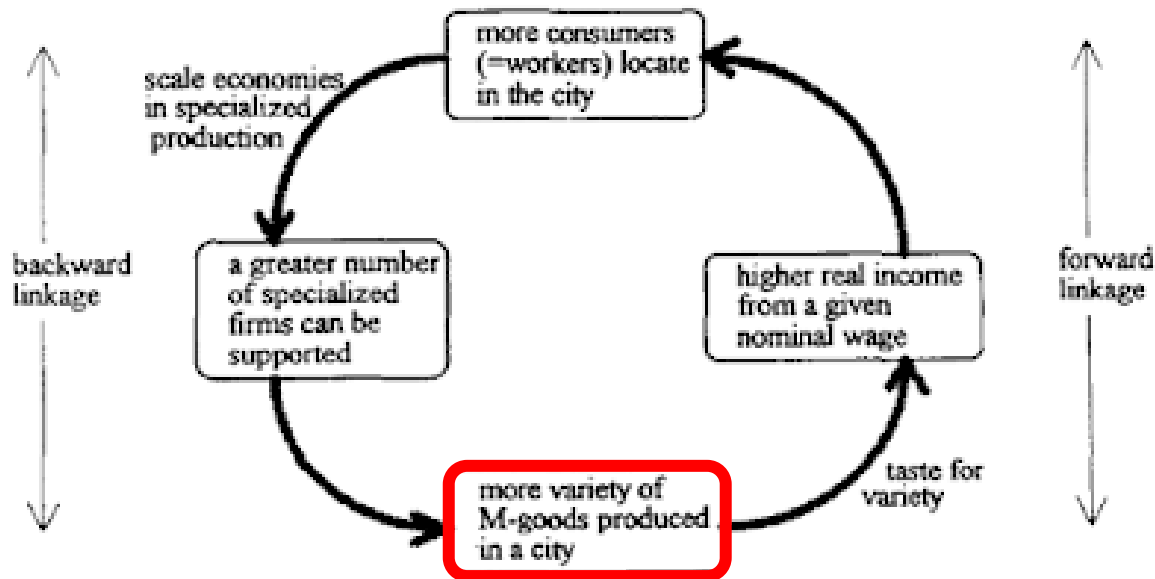 more consumers
(=workers) locate
in the city
scale economies
in specialized
production
backward
linkage
a greater number
of specialized
firms can be
supported
higher real income
from a given
nominal wage
forward
linkage
more variety of
M-goods produced
in a city
taste for
variety